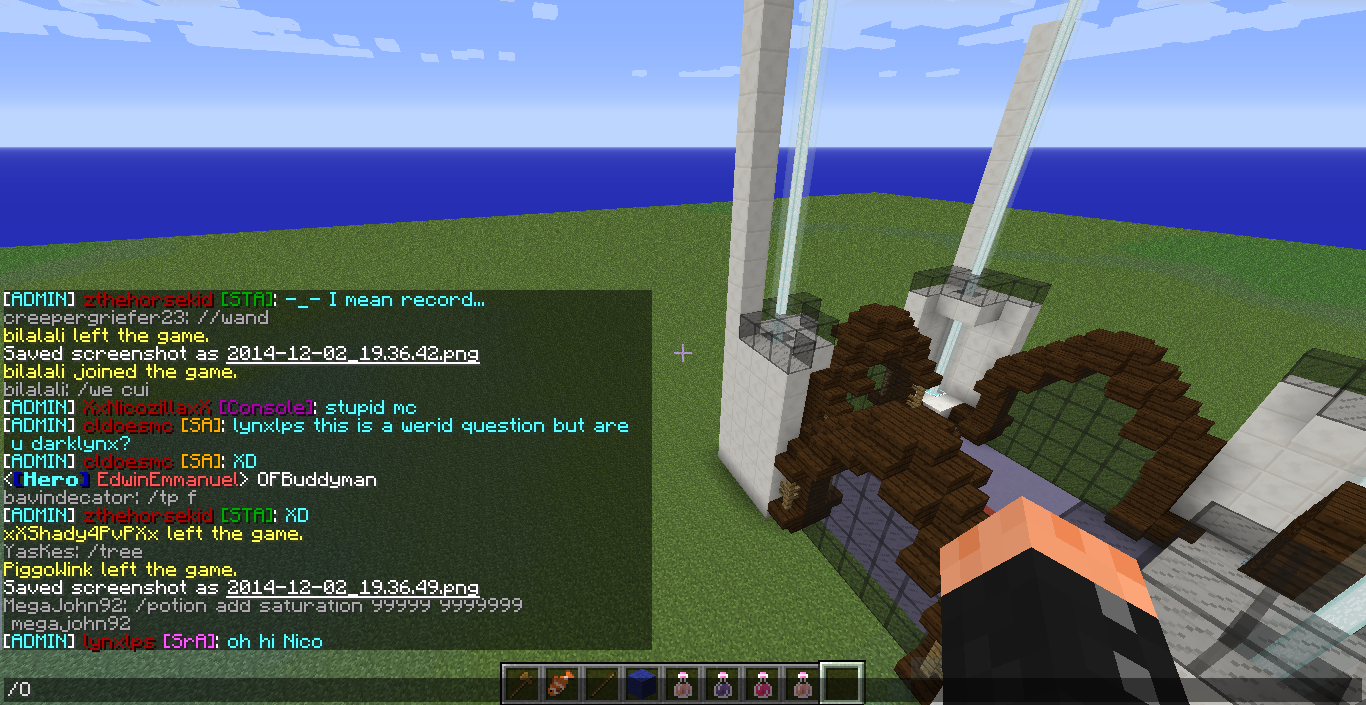 [ADMIN] zthehorsekid [STA]: -_- I mean record...
creepergriefer23: //wand
bilalali left the game.
Saved screenshot as 2014-12-02_19.36.42.png
bilalali joined the game.
bilalali: /we cui
[ADMIN] XxNicozillaxX [Console]: stupid mc
[ADMIN] cldoesmc [SA]: lynxlps this is a werid question but are
u darklynx?
[ADMIN] cldoesmc [SA]: XD
<[Hero] EdwinEmmanuel> OFBuddyman
bavindecator: /tp f
[ADMIN] zthehorsekid [STA]: XD
xXShady4PvPXx left the game.
YasKes: /tree
PiggoWink left the game.
Saved screenshot as 2014-12-02_19.36.49.png
MegaJohn92: /potion add saturation 99999 9999999
megajohn92
[ADMIN] lynxlps [SrA]: oh hi Nico
/O